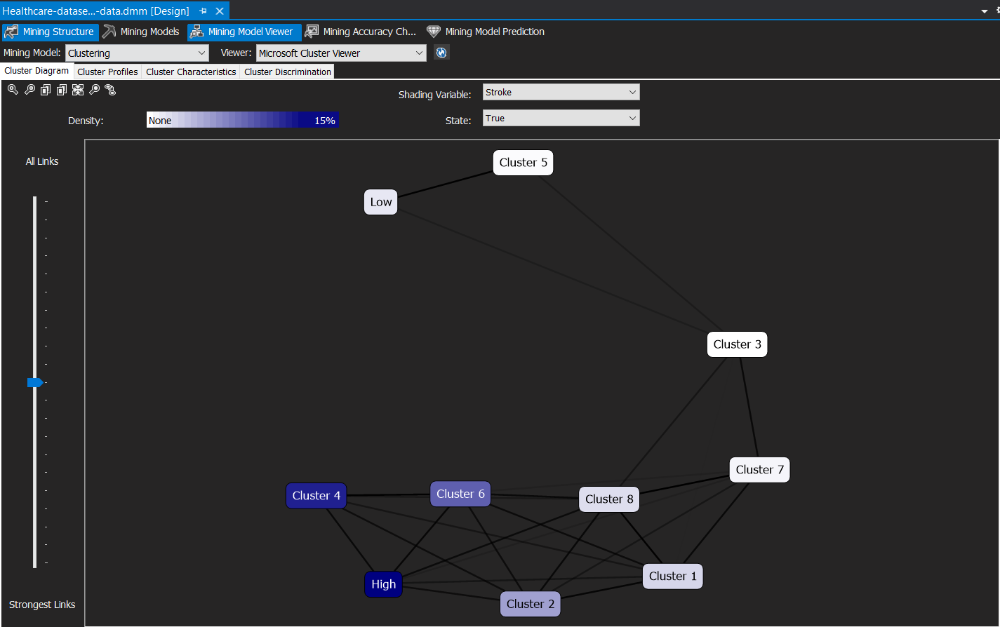 Healthcare-datase...-data.dmm [Design]
Mining Structure Mining Models Mining Model Viewer Mining Accuracy Ch... Mining Model Prediction
Mining Model: Clustering Viewer: Microsoft Cluster Viewer
Cluster Diagram Cluster Profiles Cluster Characteristics Cluster Discrimination
Shading Variable: Stroke
Density: None 15% State: True
All Links
Cluster 5
Low
Cluster 3
Cluster 7
Cluster 4 Cluster 6 Cluster 8
High Cluster 1
Cluster 2
Strongest Links